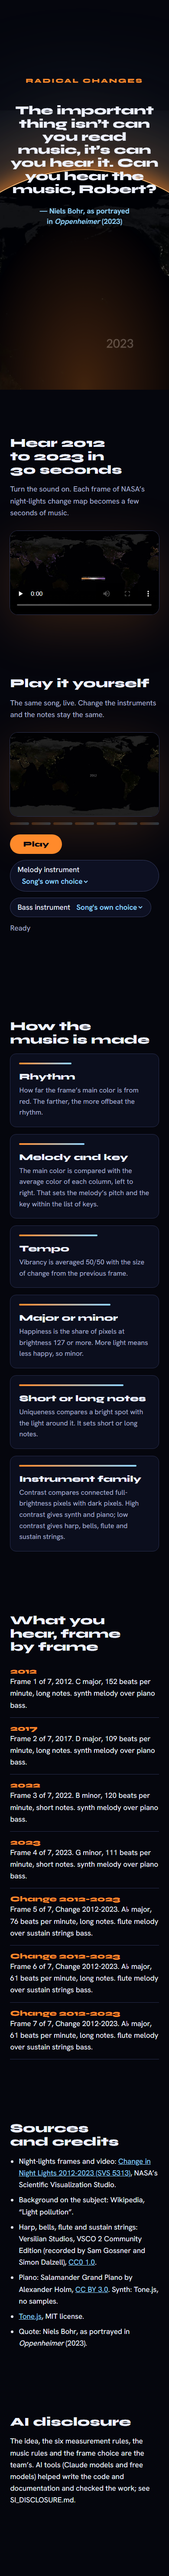 RADICAL CHANGES
The important
thing isn't can
you read
music, it's can
you hear it. Can
you hear the
music, Robert?
— Niels Bohr, as portrayed
in Oppenheimer (2023)
2023
Hear 2012
to 2023 in
30 seconds
Turn the sound on. Each frame of NASA's
night-lights change map becomes a few
seconds of music.
0:00
Play it yourself
The same song, live. Change the instruments
and the notes stay the same.
Play
Melody instrument
Song's own choice
Bass instrument Song's own choice
Ready
How the
music is made
Rhythm
How far the frame's main color is from
red. The farther, the more offbeat the
rhythm.
Melody and key
The main color is compared with the
average color of each column, left to
right. That sets the melody's pitch and the
key within the list of keys.
Tempo
Vibrancy is averaged 50/50 with the size
of change from the previous frame.
Major or minor
Happiness is the share of pixels at
brightness 127 or more. More light means
less happy, so minor.
Short or long notes
Uniqueness compares a bright spot with
the light around it. It sets short or long
notes.
Instrument family
Contrast compares connected full-
brightness pixels with dark pixels. High
contrast gives synth and piano; low
contrast gives harp, bells, flute and
sustain strings.
What you
hear, frame
by frame
2012
Frame 1 of 7, 2012. C major, 152 beats per
minute, long notes. synth melody over piano
bass.
2017
Frame 2 of 7, 2017. D major, 109 beats per
minute, long notes. synth melody over piano
bass.
2022
Frame 3 of 7, 2022. B minor, 120 beats per
minute, short notes. synth melody over piano
bass.
2023
Frame 4 of 7, 2023. G minor, 111 beats per
minute, short notes. synth melody over piano
bass.
Change 2012-2023
Frame 5 of 7, Change 2012-2023. A♭ major,
76 beats per minute, long notes. flute melody
over sustain strings bass.
Change 2012-2023
Frame 6 of 7, Change 2012-2023. A♭ major,
61 beats per minute, long notes. flute melody
over sustain strings bass.
Change 2012-2023
Frame 7 of 7, Change 2012-2023. A♭ major,
61 beats per minute, long notes. flute melody
over sustain strings bass.
Sources
and credits
• Night-lights frames and video: Change in
Night Lights 2012-2023 (SVS 5313), NASA's
Scientific Visualization Studio.
• Background on the subject: Wikipedia,
"Light pollution".
• Harp, bells, flute and sustain strings:
Versilian Studios, VSCO 2 Community
Edition (recorded by Sam Gossner and
Simon Dalzell), CC0 1.0.
• Piano: Salamander Grand Piano by
Alexander Holm, CC BY 3.0. Synth: Tone.js,
no samples.
• Tone.js, MIT license.
• Quote: Niels Bohr, as portrayed in
Oppenheimer (2023).
AI disclosure
The idea, the six measurement rules, the
music rules and the frame choice are the
team's. AI tools (Claude models and free
models) helped write the code and
documentation and checked the work; see
SI_DISCLOSURE.md.